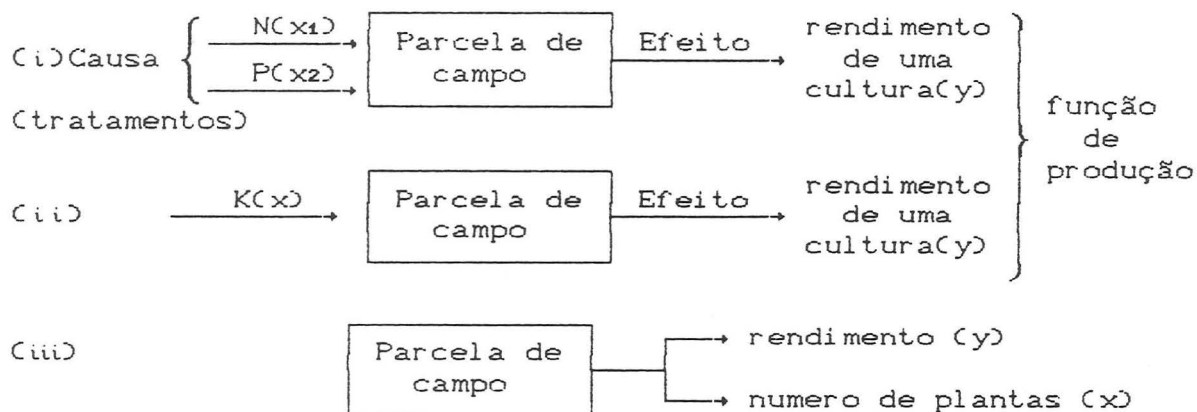 N(x1)
Parcela de
Efeito
rendimento
(i)Causa
campo
de uma
P(x2)
cultura(y)
função
(tratamentos)
de
produção
K(x)
Parcela de
Efeito
rendimento
(ii)
campo
de uma
cultura(y)
(iii)
Parcela de
rendimento (y)
campo
numero de plantas (x)